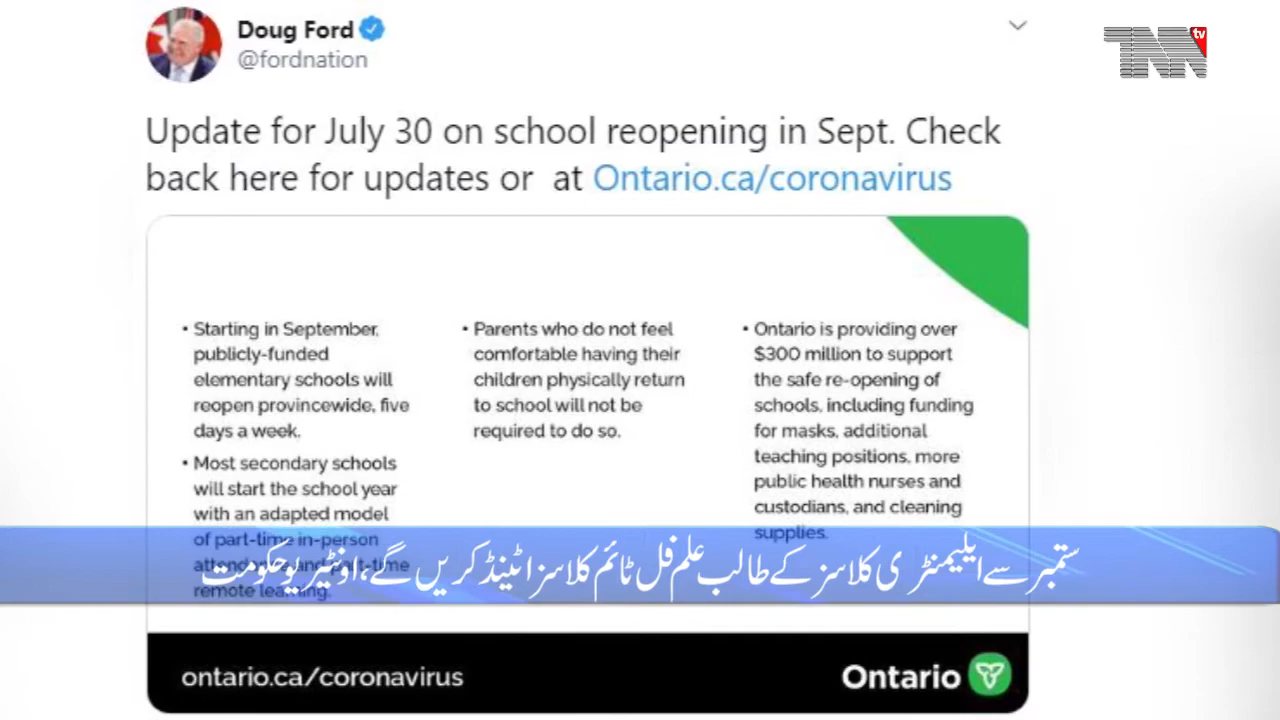 Doug Ford
@fordnation
TNN tv
Update for July 30 on school reopening in Sept. Check
back here for updates or at Ontario.ca/coronavirus
• Starting in September,
publicly-funded
elementary schools will
reopen provincewide, five
days a week.
• Most secondary schools
will start the school year
with an adapted model
of part-time in-person
attendance and part-time
remote learning.
• Parents who do not feel
comfortable having their
children physically return
to school will not be
required to do so.
• Ontario is providing over
$300 million to support
the safe re-opening of
schools, including funding
for masks, additional
teaching positions, more
public health nurses and
custodians, and cleaning
supplies.
ستمبر سے ایلیمنٹری کلاسز کے طالب علم فل ٹائم کلاسز اٹینڈ کریں گے، اونٹیریو حکومت
ontario.ca/coronavirus
Ontario